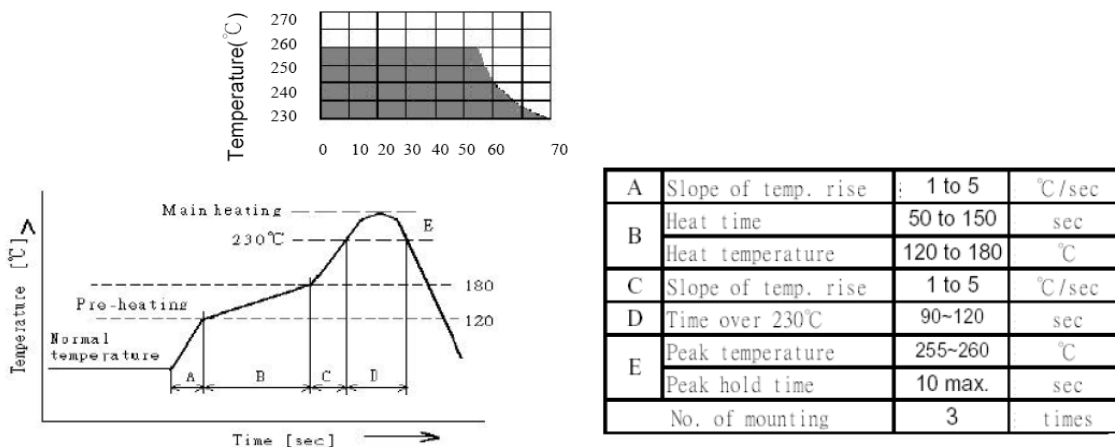 Temperature(℃)
270
260
250
240
230
0 10 20 30 40 50 60 70
Temperature [℃]
Main heating
E
230℃
180
Pre-heating
120
Normal
temperature
A B C D
Time [sec]
A Slope of temp. rise 1 to 5 ℃/sec
B Heat time 50 to 150 sec
Heat temperature 120 to 180 ℃
C Slope of temp. rise 1 to 5 ℃/sec
D Time over 230℃ 90~120 sec
E Peak temperature 255~260 ℃
Peak hold time 10 max. sec
No. of mounting 3 times